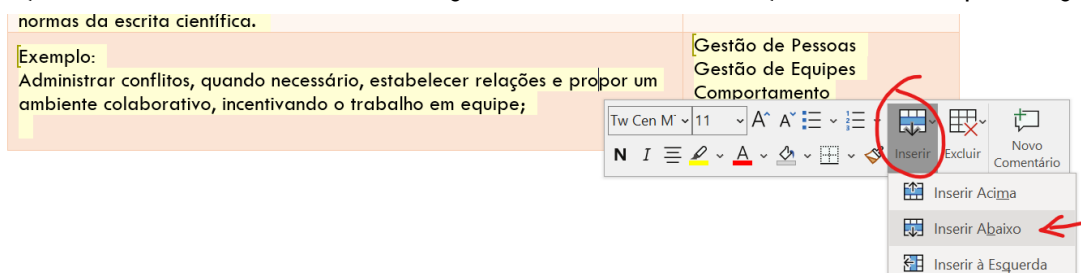 normas da escrita científica.
Exemplo:
Administrar conflitos, quando necessário, estabelecer relações e propor um
ambiente colaborativo, incentivando o trabalho em equipe;
Gestão de Pessoas
Gestão de Equipes
Comportamento
Tw Cen M 11 A A
N I A Inserir Excluir Novo
Comentário
Inserir Acima
Inserir Abaixo
Inserir à Esquerda